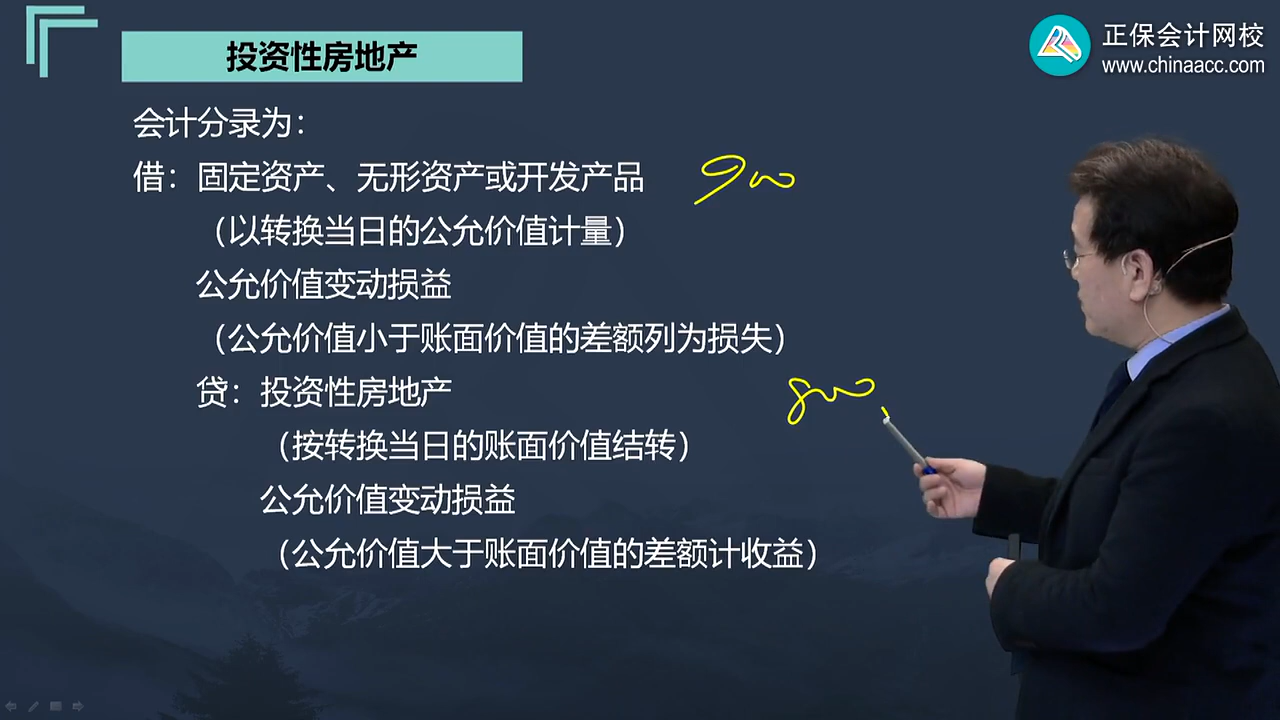 投资性房地产
正保会计网校
www.chinaacc.com
会计分录为：
借：固定资产、无形资产或开发产品 900
（以转换当日的公允价值计量）
公允价值变动损益
（公允价值小于账面价值的差额列为损失）
贷：投资性房地产 800
（按转换当日的账面价值结转）
公允价值变动损益
（公允价值大于账面价值的差额计收益）